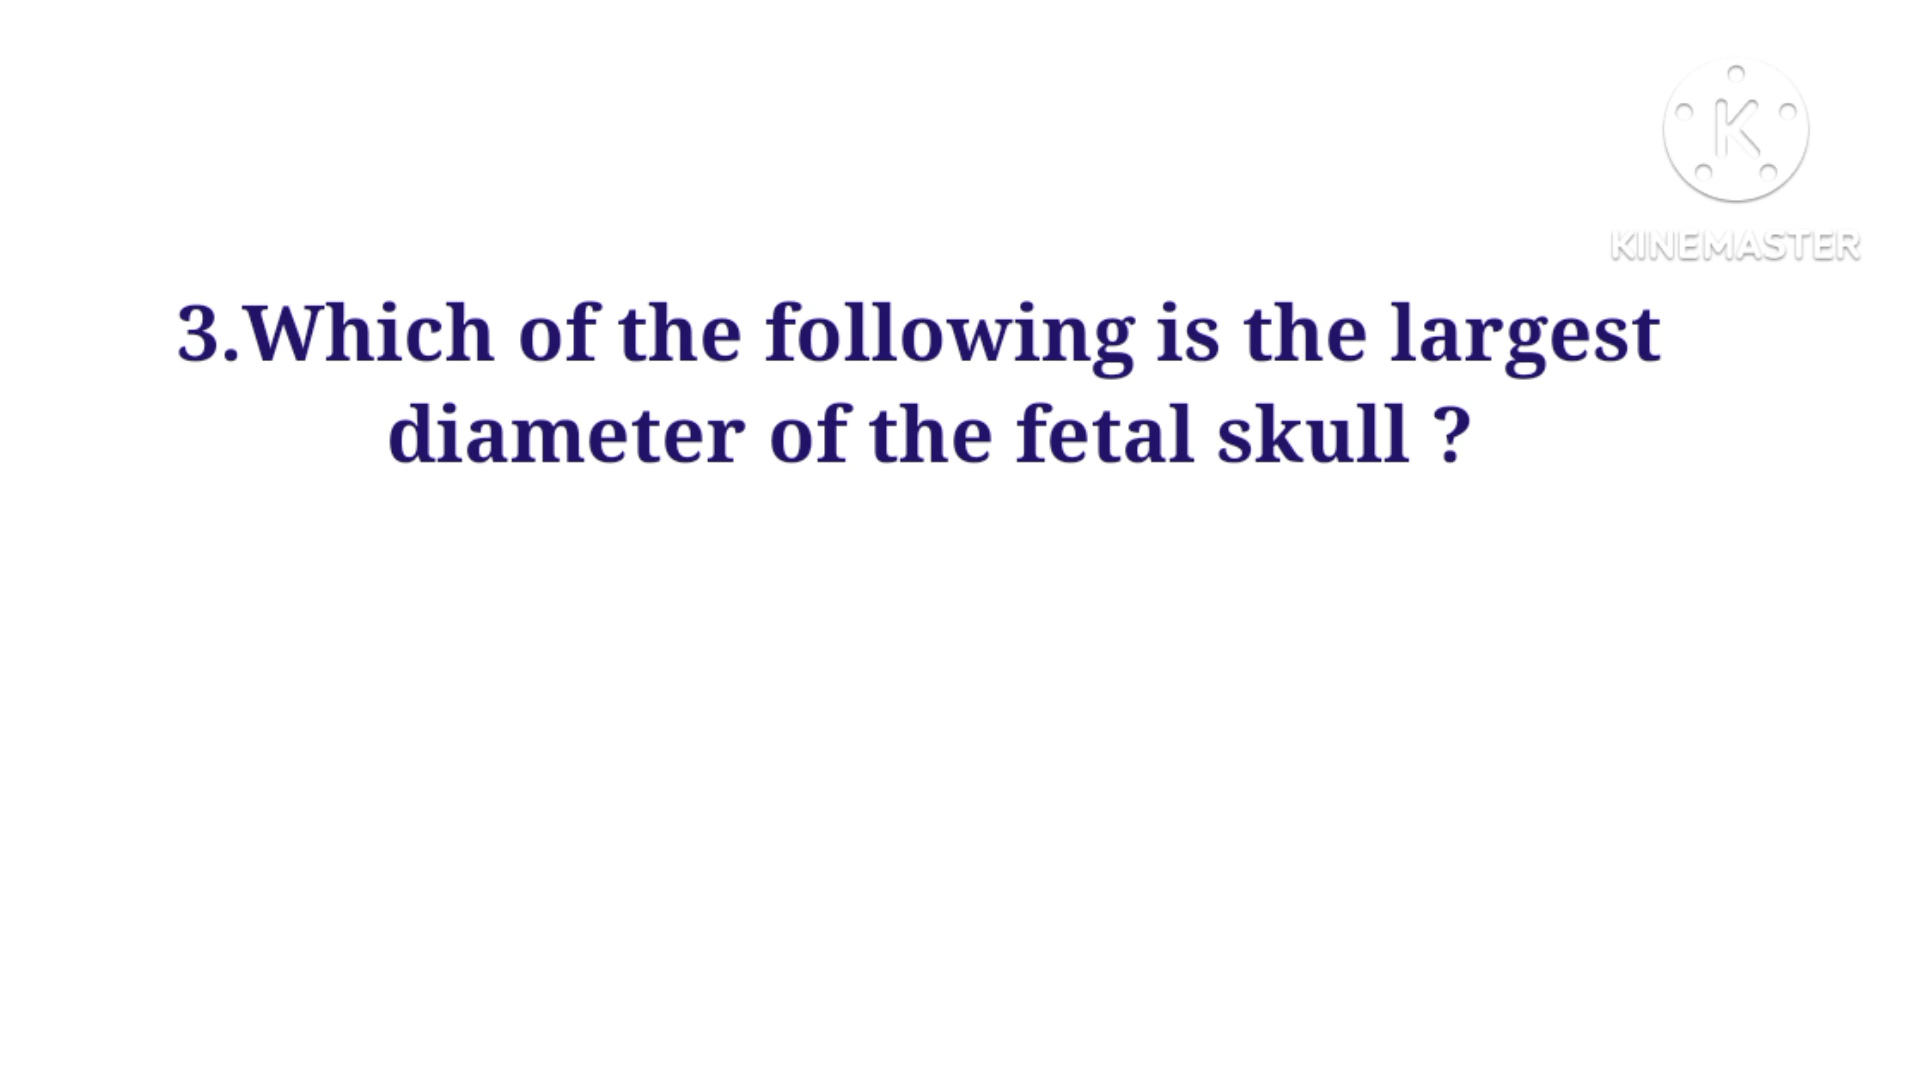 K
KINEMASTER
3.Which of the following is the largest
diameter of the fetal skull ?